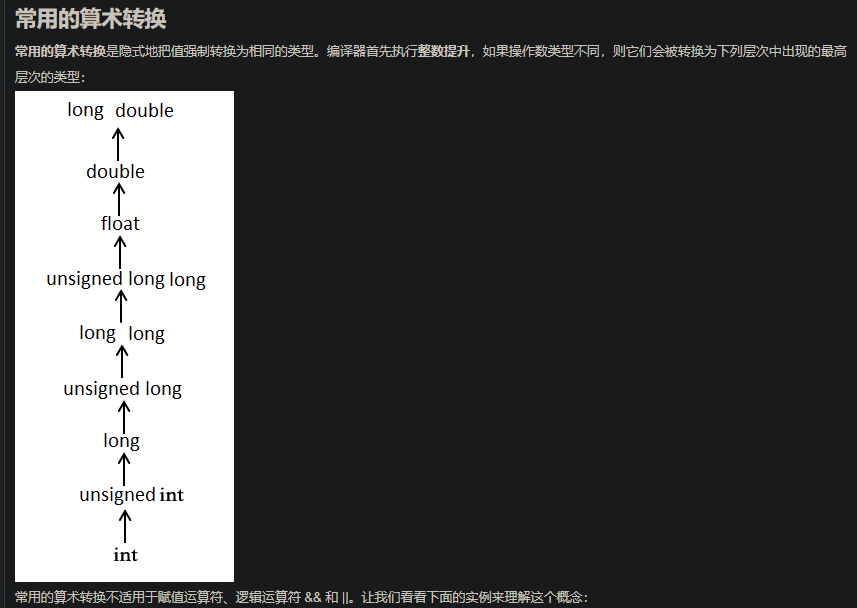 常用的算术转换
常用的算术转换是隐式地把值强制转换为相同的类型。编译器首先执行整数提升，如果操作数类型不同，则它们会被转换为下列层次中出现的最高
层次的类型：
long double
double
float
unsigned long long
long long
unsigned long
long
unsigned int
int
常用的算术转换不适用于赋值运算符、逻辑运算符 && 和 ||。让我们看看下面的实例来理解这个概念：